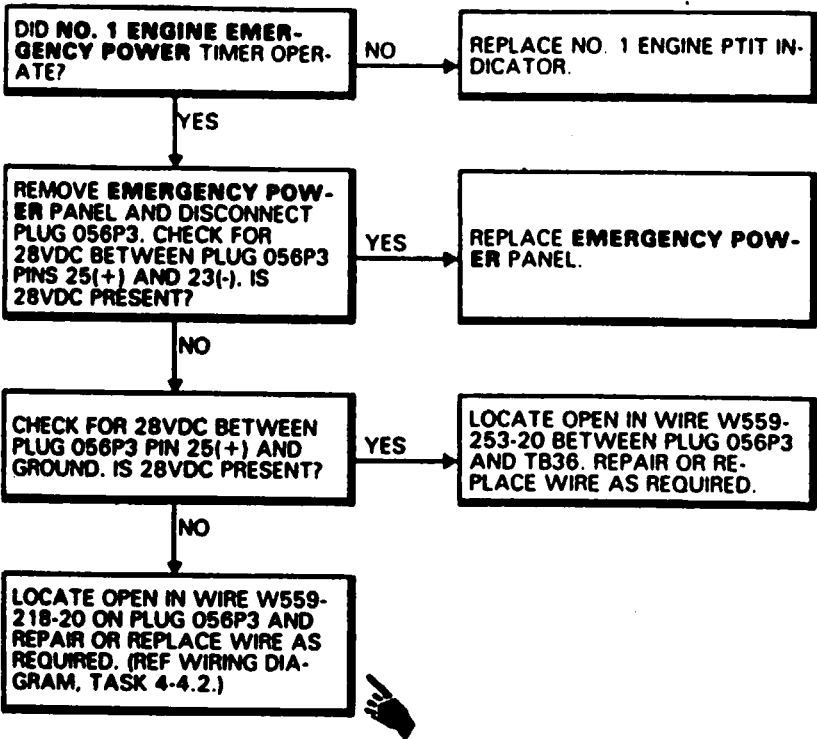 DID NO. 1 ENGINE EMER-
GENCY POWER TIMER OPER-
ATE?
NO
REPLACE NO. 1 ENGINE PTIT IN-
DICATOR.
YES
REMOVE EMERGENCY POW-
ER PANEL AND DISCONNECT
PLUG 056P3. CHECK FOR
28VDC BETWEEN PLUG 056P3
PINS 25(+) AND 23(-). IS
28VDC PRESENT?
YES
REPLACE EMERGENCY POW-
ER PANEL.
NO
CHECK FOR 28VDC BETWEEN
PLUG 056P3 PIN 25(+) AND
GROUND. IS 28VDC PRESENT?
YES
LOCATE OPEN IN WIRE W559-
253-20 BETWEEN PLUG 056P3
AND TB36. REPAIR OR RE-
PLACE WIRE AS REQUIRED.
NO
LOCATE OPEN IN WIRE W559-
218-20 ON PLUG 056P3 AND
REPAIR OR REPLACE WIRE AS
REQUIRED. (REF WIRING DIA-
GRAM, TASK 4-4.2.)